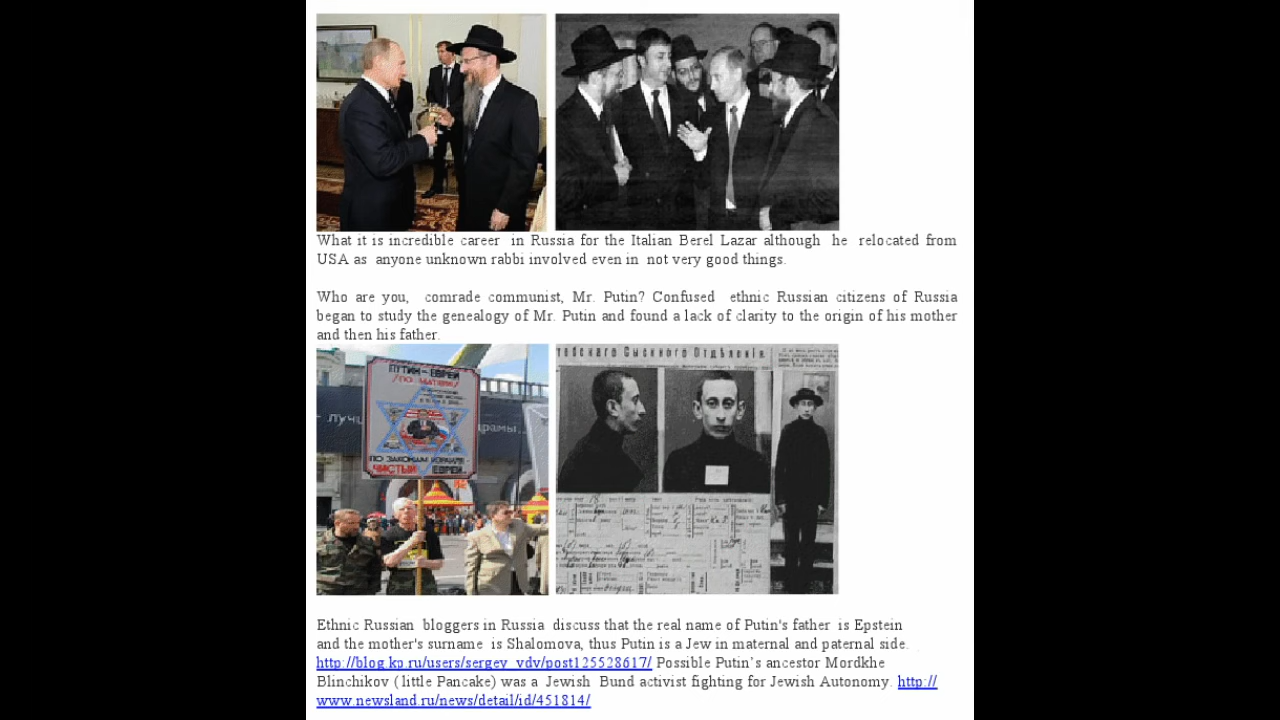 What it is incredible career in Russia for the Italian Berel Lazar although he relocated from
USA as anyone unknown rabbi involved even in not very good things.
Who are you, comrade communist, Mr. Putin? Confused ethnic Russian citizens of Russia
began to study the genealogy of Mr. Putin and found a lack of clarity to the origin of his mother
and then his father.
ПУТИН - ЕВРЕЙ
/ПО МАТЕРИ/
ПО ЗАКОНАМ ИЗРАИЛЯ -
ЧИСТЫЙ ЕВРЕЙ
Сыскного Отдѣленія.
Ethnic Russian bloggers in Russia discuss that the real name of Putin's father is Epstein
and the mother's surname is Shalomova, thus Putin is a Jew in maternal and paternal side.
http://blog.kp.ru/users/sergey_vdv/post125528617/ Possible Putin’s ancestor Mordkhe
Blinchikov ( little Pancake) was a Jewish Bund activist fighting for Jewish Autonomy. http://
www.newsland.ru/news/detail/id/451814/